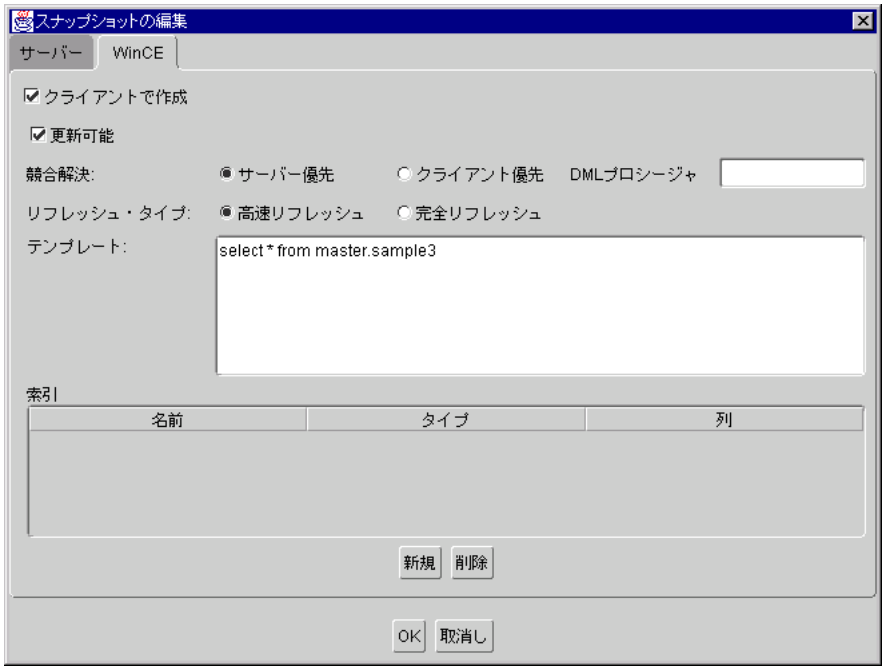 スナップショットの編集
サーバー WinCE
クライアントで作成
更新可能
競合解決: サーバー優先 クライアント優先 DMLプロシージャ
リフレッシュ・タイプ: 高速リフレッシュ 完全リフレッシュ
テンプレート: select * from master.sample3
索引
名前 タイプ 列
新規 削除
OK 取消し